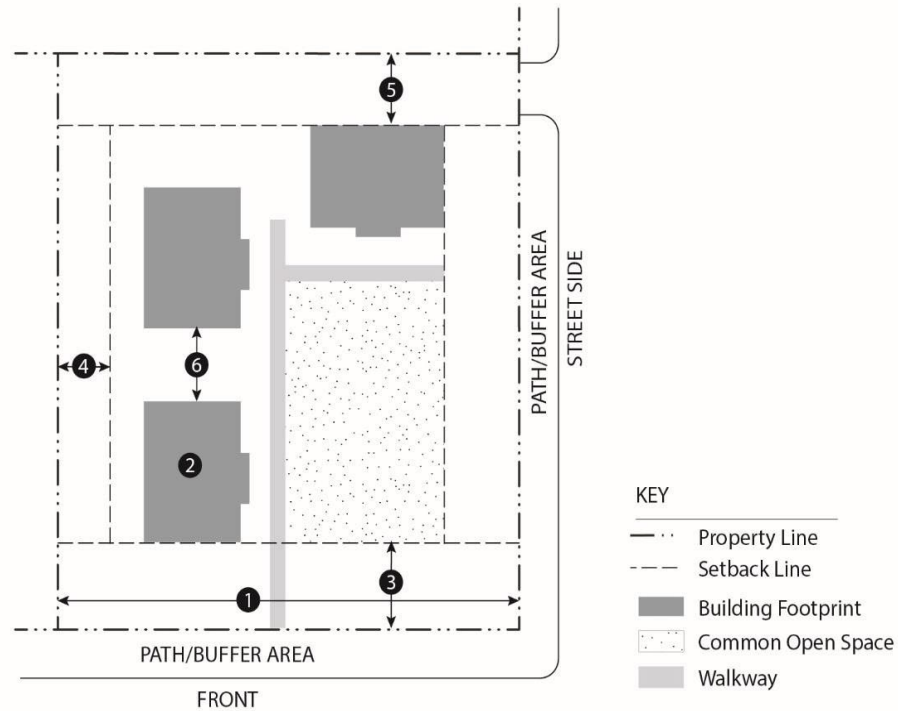 5
4
6
2
3
1
PATH/BUFFER AREA
STREET SIDE
PATH/BUFFER AREA
FRONT
KEY
Property Line
Setback Line
Building Footprint
Common Open Space
Walkway